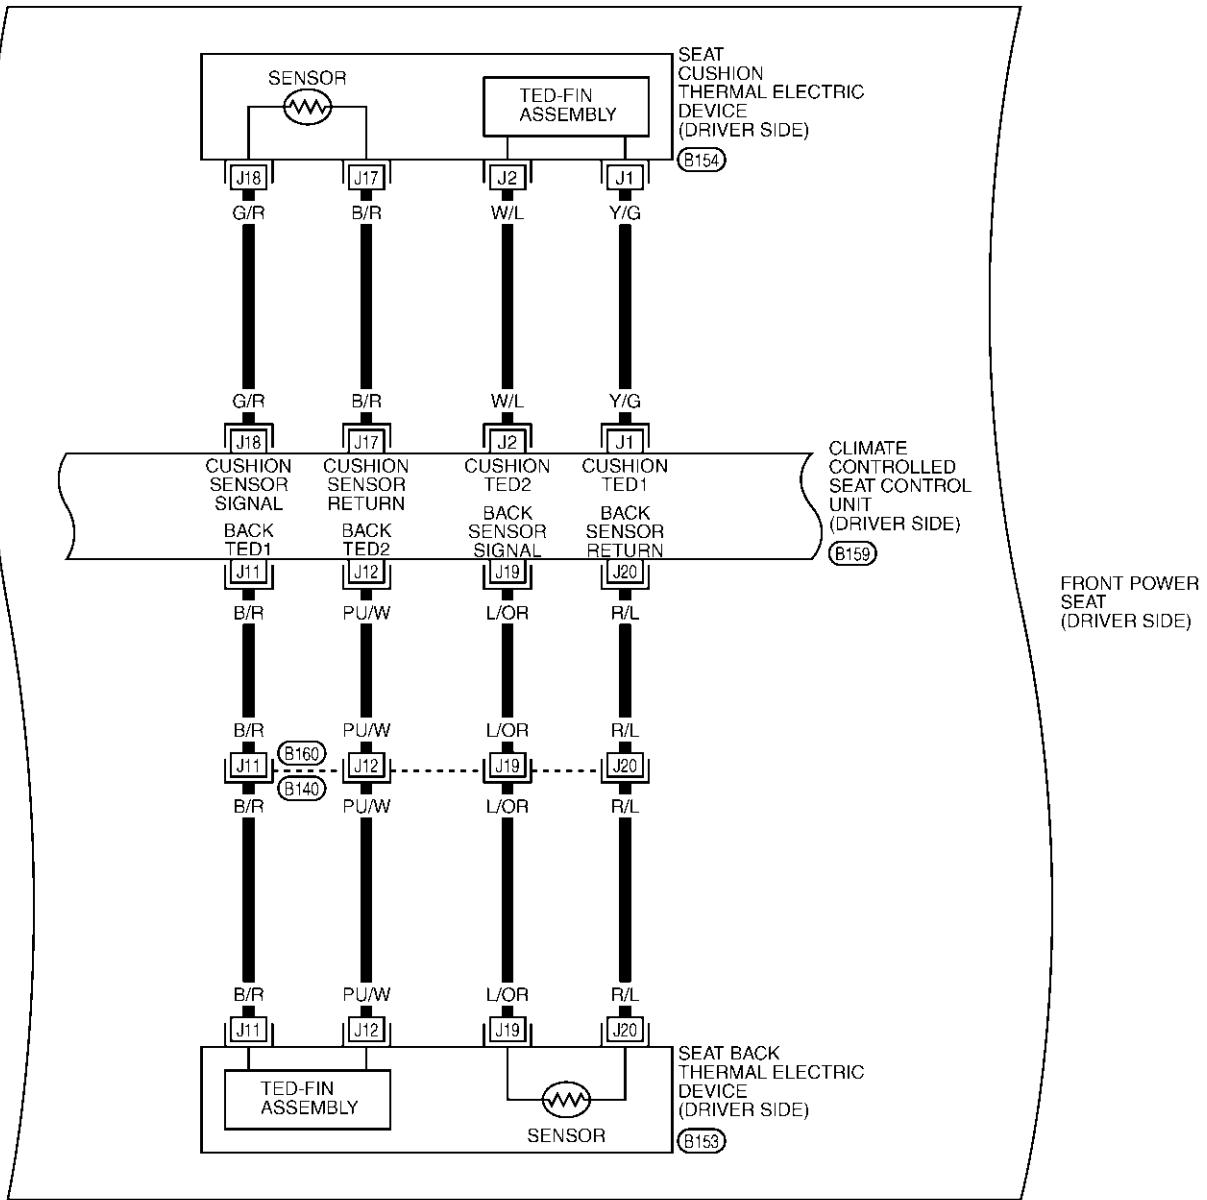 SEAT
CUSHION
THERMAL ELECTRIC
DEVICE
(DRIVER SIDE)
B154
SENSOR
TED-FIN
ASSEMBLY
J18 J17 J2 J1
G/R B/R W/L Y/G
G/R B/R W/L Y/G
J18 J17 J2 J1
CUSHION
SENSOR
SIGNAL
CUSHION
SENSOR
RETURN
CUSHION
TED2
CUSHION
TED1
BACK
TED1
BACK
TED2
BACK
SENSOR
SIGNAL
BACK
SENSOR
RETURN
CLIMATE
CONTROLLED
SEAT CONTROL
UNIT
(DRIVER SIDE)
B159
J11 J12 J19 J20
B/R PU/W L/OR R/L
FRONT POWER
SEAT
(DRIVER SIDE)
B/R PU/W L/OR R/L
B160
J11 J12 J19 J20
B140
B/R PU/W L/OR R/L
B/R PU/W L/OR R/L
J11 J12 J19 J20
TED-FIN
ASSEMBLY
SENSOR
SEAT BACK
THERMAL ELECTRIC
DEVICE
(DRIVER SIDE)
B153